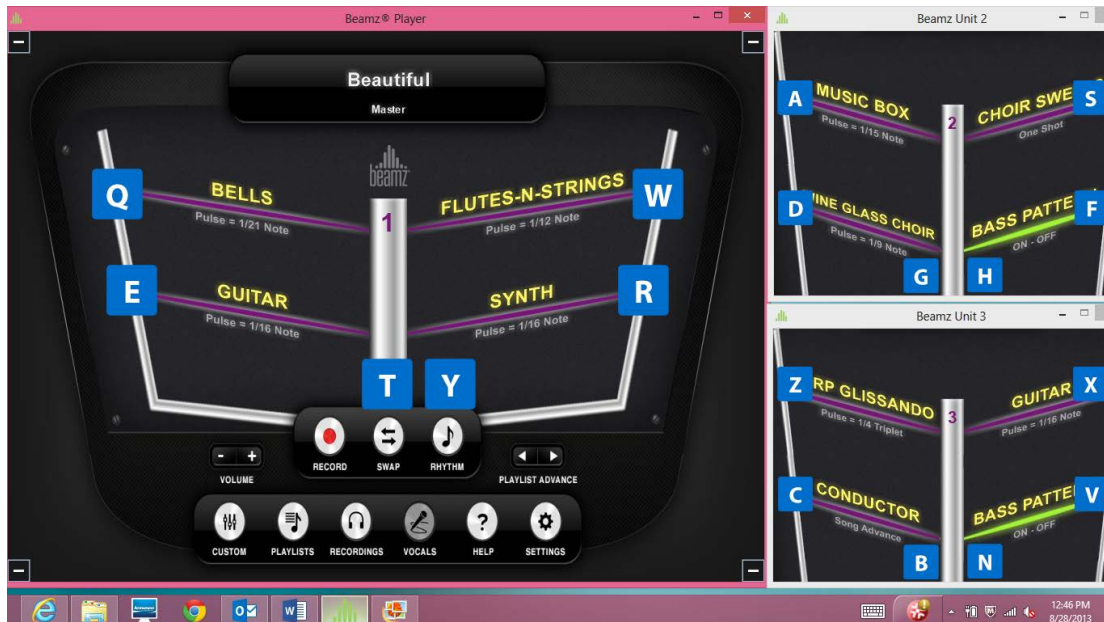 Beamz® Player
Beautiful
Master
beamz
Q
BELLS
Pulse = 1/21 Note
1
FLUTES-N-STRINGS
Pulse = 1/12 Note
W
E
GUITAR
Pulse = 1/16 Note
SYNTH
Pulse = 1/16 Note
R
T
Y
RECORD
SWAP
RHYTHM
- +
VOLUME
PLAYLIST ADVANCE
CUSTOM
PLAYLISTS
RECORDINGS
VOCALS
?
HELP
SETTINGS
Beamz Unit 2
A
MUSIC BOX
Pulse = 1/15 Note
2
CHOIR SWE
One Shot
S
D
INE GLASS CHOIR
Pulse = 1/9 Note
BASS PATTE
ON - OFF
F
G
H
Beamz Unit 3
Z
RP GLISSANDO
Pulse = 1/4 Triplet
3
GUITAR
Pulse = 1/16 Note
X
C
CONDUCTOR
Song Advance
BASS PATTE
ON - OFF
V
B
N
12:46 PM
8/28/2013